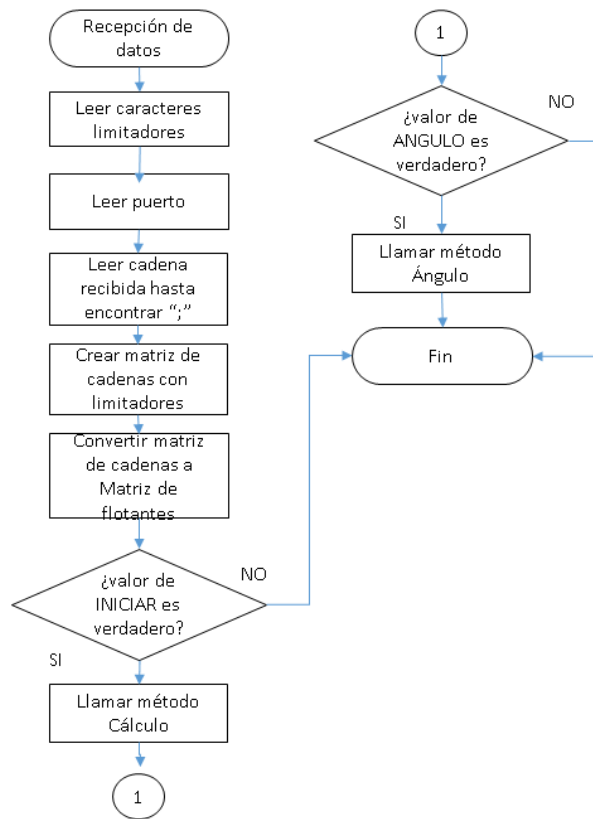 Recepción de
datos
Leer caracteres
limitadores
Leer puerto
Leer cadena
recibida hasta
encontrar “;”
Crear matriz de
cadenas con
limitadores
Convertir matriz
de cadenas a
Matriz de
flotantes
¿valor de
INICIAR es
verdadero?
NO
SI
Llamar método
Cálculo
1
1
¿valor de
ANGULO es
verdadero?
NO
SI
Llamar método
Ángulo
Fin